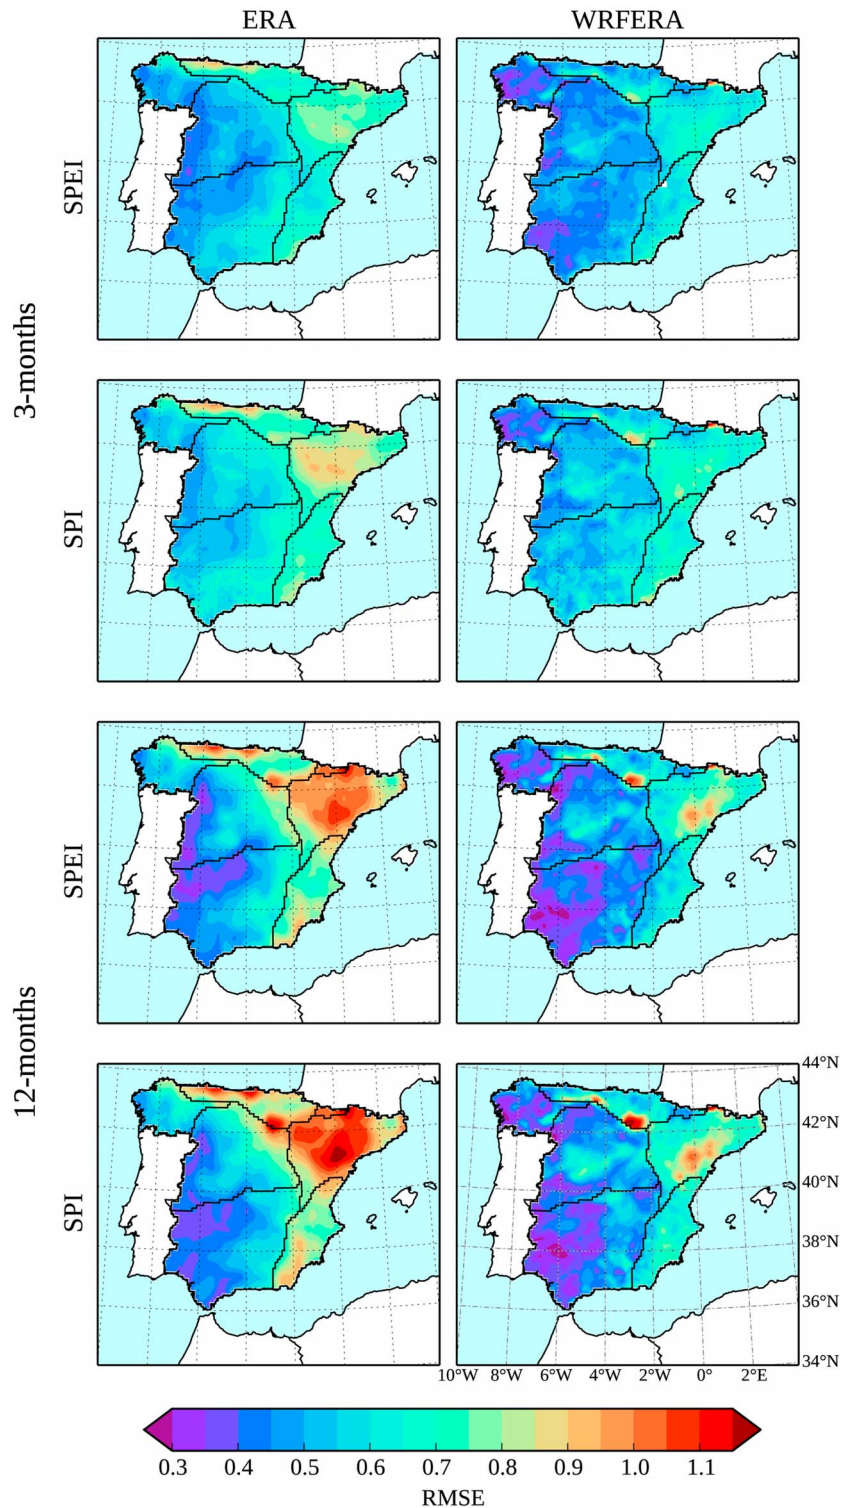 ERA WRFERA
3-months
SPEI
SPI
12-months
SPEI
SPI
44°N
42°N
40°N
38°N
36°N
34°N
10°W 8°W 6°W 4°W 2°W 0° 2°E
0.3 0.4 0.5 0.6 0.7 0.8 0.9 1.0 1.1
RMSE